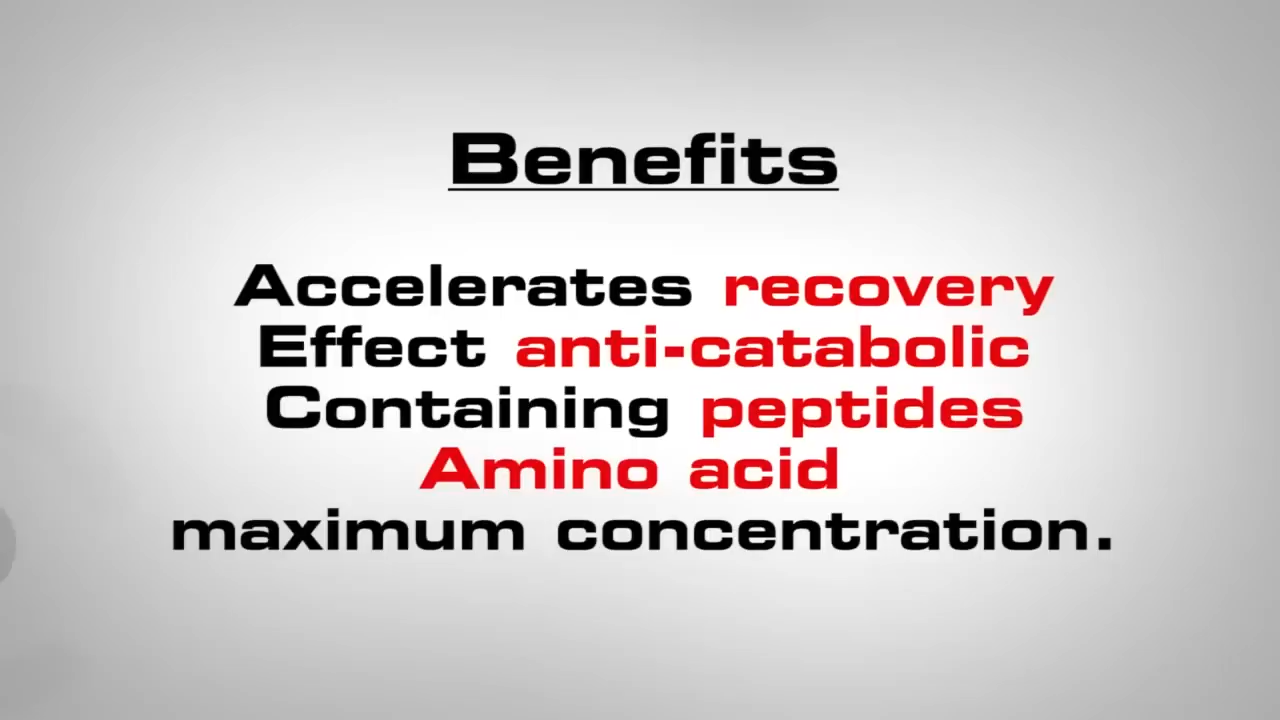 Benefits
Accelerates recovery
Effect anti-catabolic
Containing peptides
Amino acid
maximum concentration.